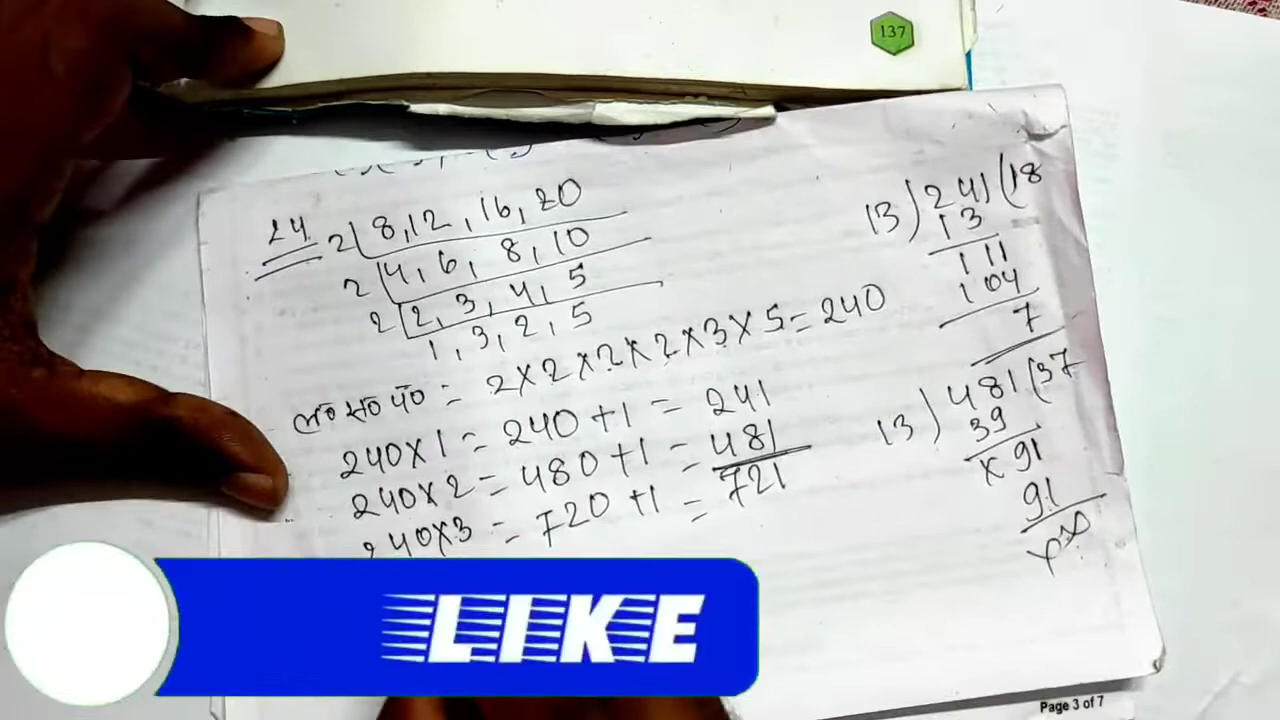 137
24. 2 8, 12, 16, 20
2 4, 6, 8, 10
2 2, 3, 4, 5
1, 3, 2, 5
ल० स० प० = 2×2×2×2×3×5 = 240
240×1 = 240+1 = 241
240×2 = 480+1 = 481
240×3 = 720+1 = 721
13 ) 241 ( 18
13
111
104
7
13 ) 481 ( 37
39
× 91
91
××
LIKE
Page 3 of 7